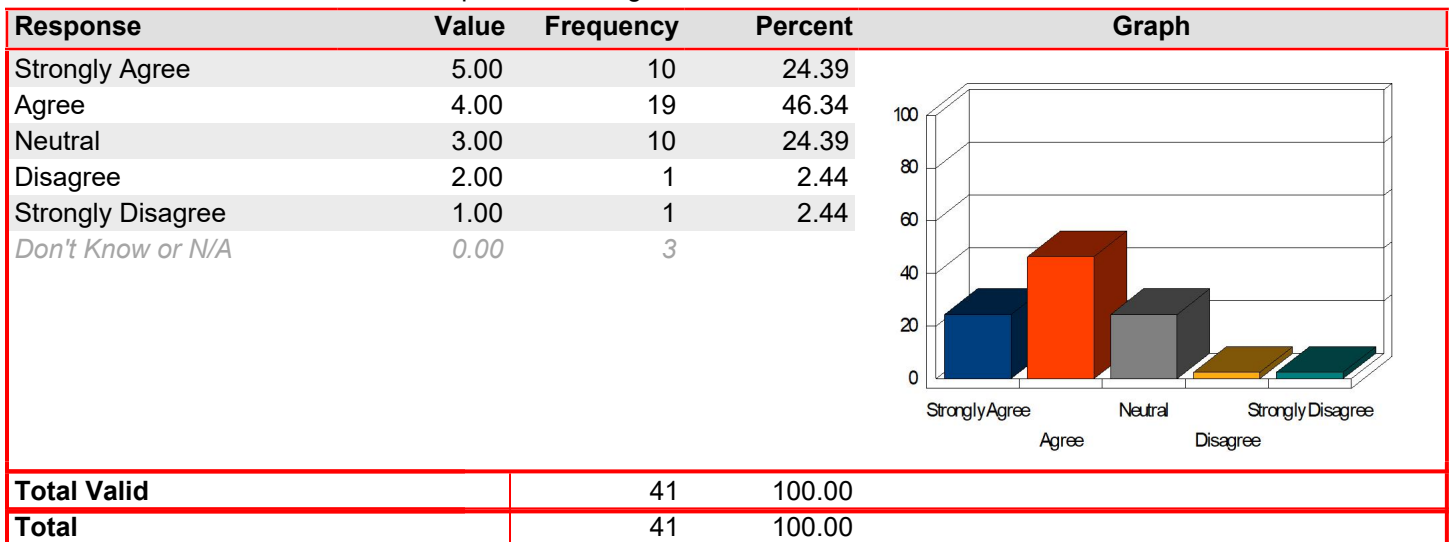 Response Value Frequency Percent Graph
Strongly Agree 5.00 10 24.39
Agree 4.00 19 46.34
Neutral 3.00 10 24.39
Disagree 2.00 1 2.44
Strongly Disagree 1.00 1 2.44
Don't Know or N/A 0.00 3
100
80
60
40
20
0
Strongly Agree Neutral Strongly Disagree
Agree Disagree
Total Valid 41 100.00
Total 41 100.00